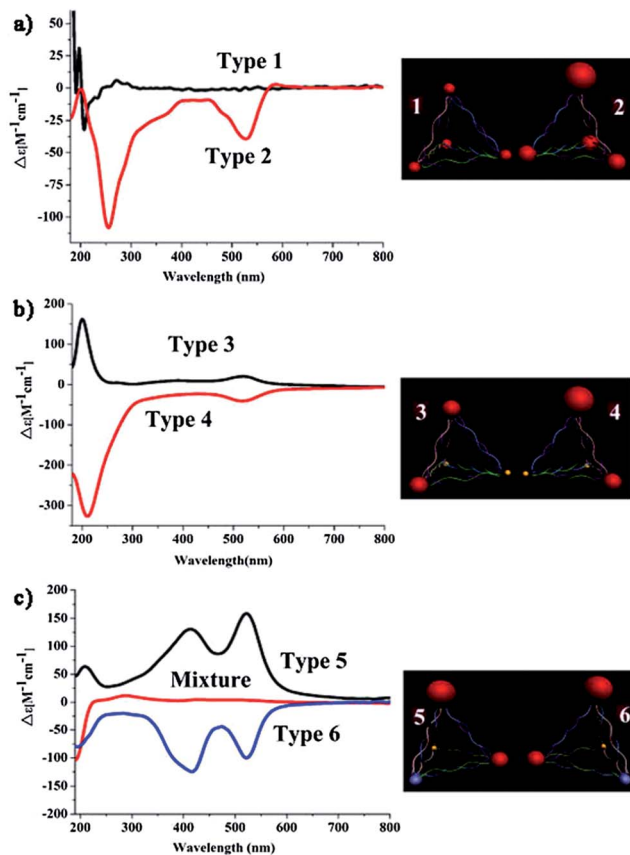 a)
50
25
0
-25
-50
-75
-100
Δε[M⁻¹cm⁻¹]
Type 1
Type 2
200 300 400 500 600 700 800
Wavelength (nm)
1 2
b)
200
100
0
-100
-200
-300
Δε[M⁻¹cm⁻¹]
Type 3
Type 4
200 300 400 500 600 700 800
Wavelength(nm)
3 4
c)
200
150
100
50
0
-50
-100
-150
-200
Δε[M⁻¹cm⁻¹]
Type 5
Mixture
Type 6
200 300 400 500 600 700 800
Wavelength (nm)
5 6